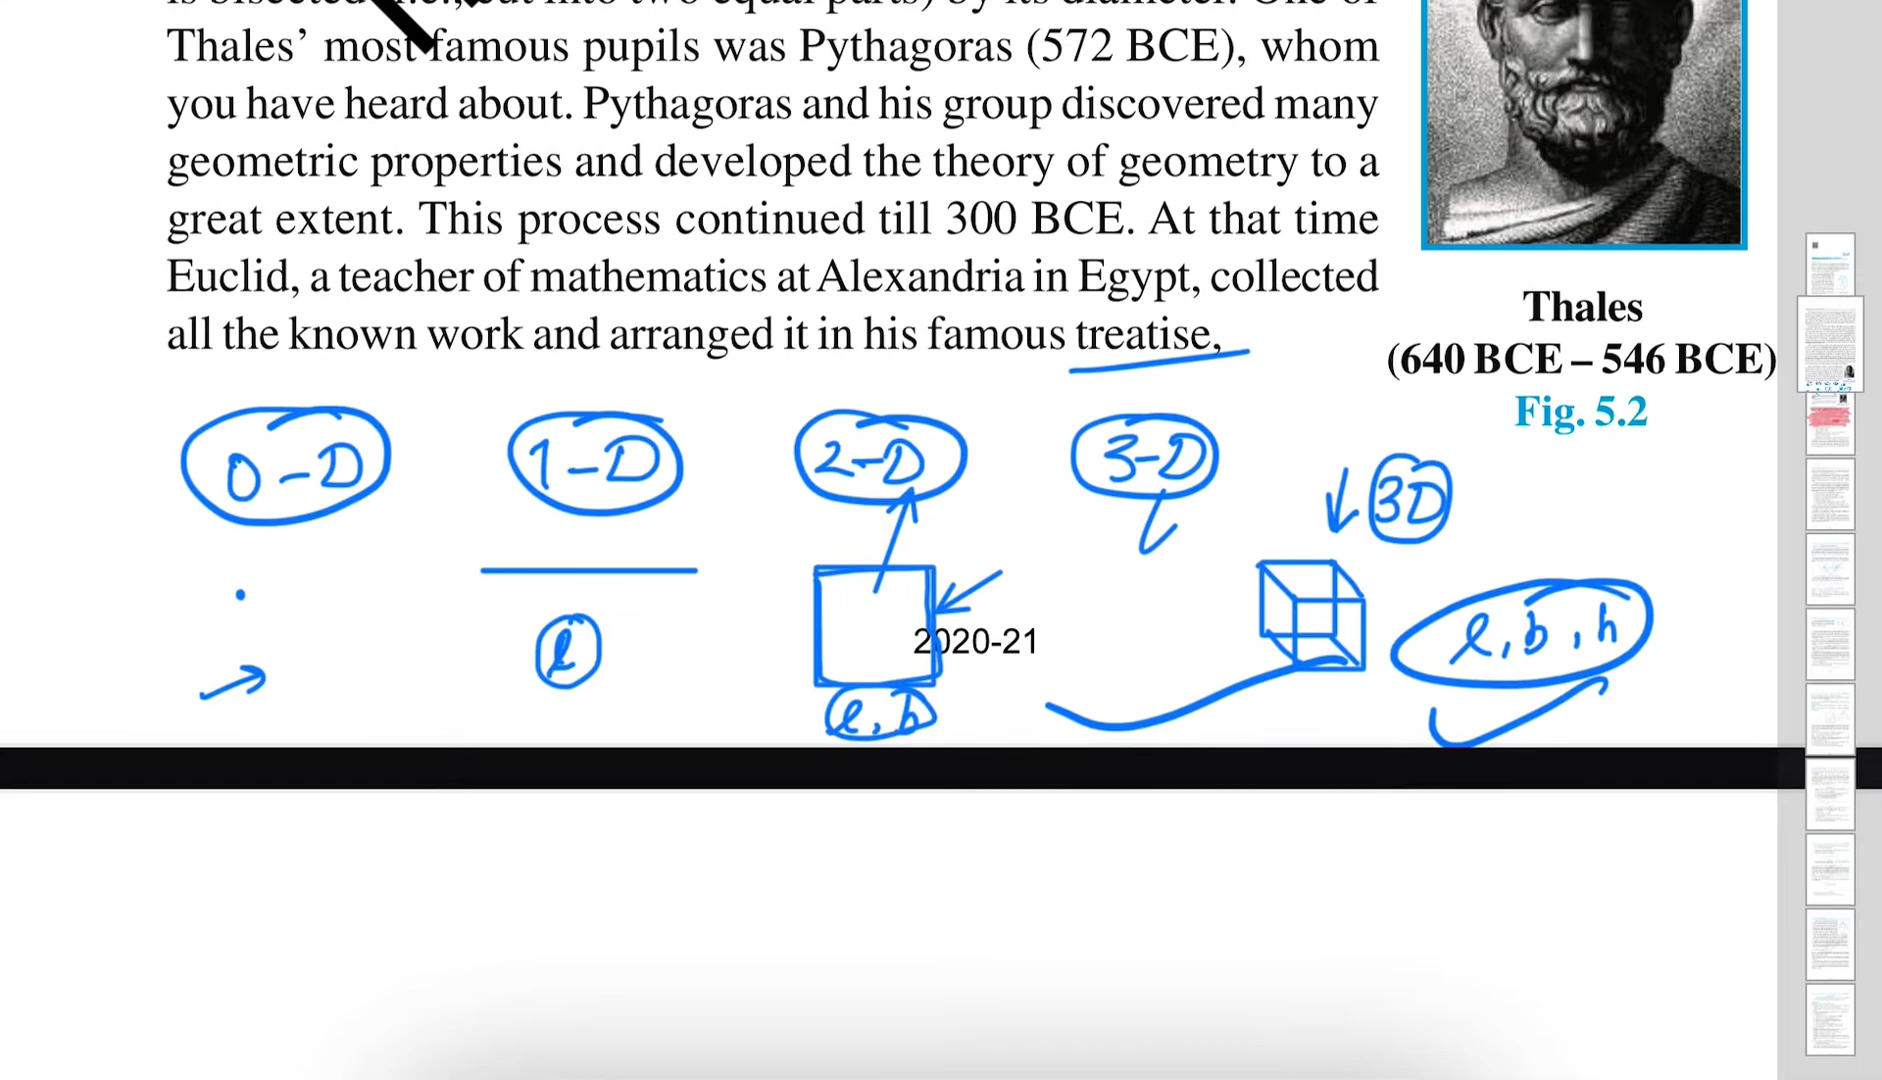 Thales’ most famous pupils was Pythagoras (572 BCE), whom
you have heard about. Pythagoras and his group discovered many
geometric properties and developed the theory of geometry to a
great extent. This process continued till 300 BCE. At that time
Euclid, a teacher of mathematics at Alexandria in Egypt, collected
all the known work and arranged it in his famous treatise,
Thales
(640 BCE – 546 BCE)
Fig. 5.2
0-D 1-D 2-D 3-D
3D
l
l, b, h
2020-21
l, b